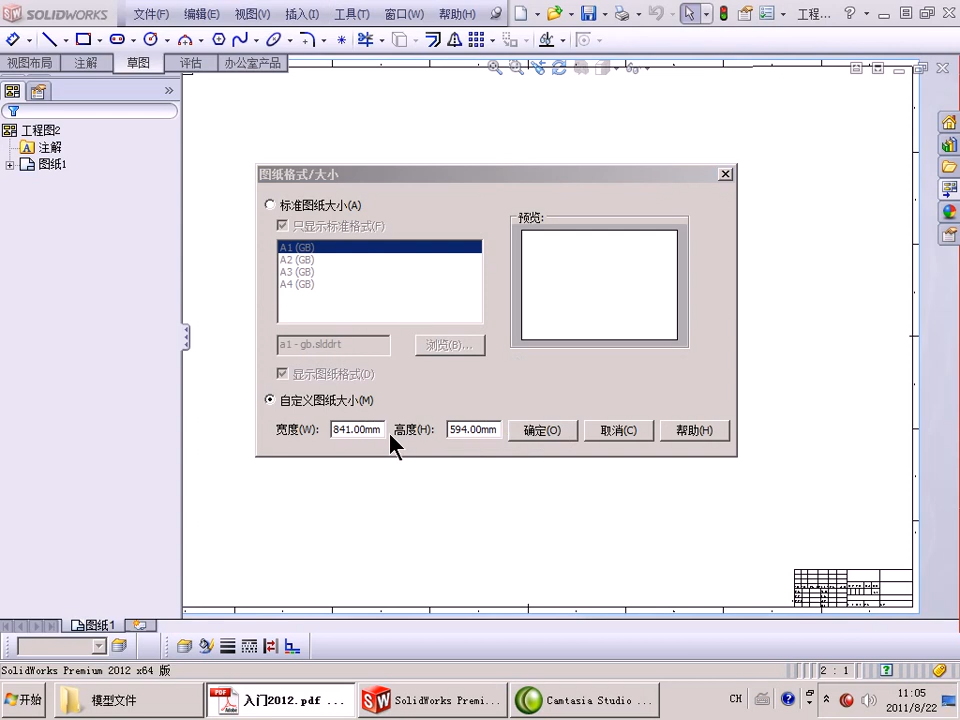 SOLIDWORKS 文件(F) 编辑(E) 视图(V) 插入(I) 工具(T) 窗口(W) 帮助(H) 工程...
视图布局 注解 草图 评估 办公室产品
工程图2
注解
图纸1
图纸格式/大小
标准图纸大小(A)
只显示标准格式(F)
A1 (GB)
A2 (GB)
A3 (GB)
A4 (GB)
预览:
a1 - gb.slddrt 浏览(B)...
显示图纸格式(D)
自定义图纸大小(M)
宽度(W): 841.00mm 高度(H): 594.00mm 确定(O) 取消(C) 帮助(H)
图纸1
SolidWorks Premium 2012 x64 版 2 : 1
开始 模型文件 入门2012.pdf ... SolidWorks Premi... Camtasia Studio ... CH 11:05
2011/8/22